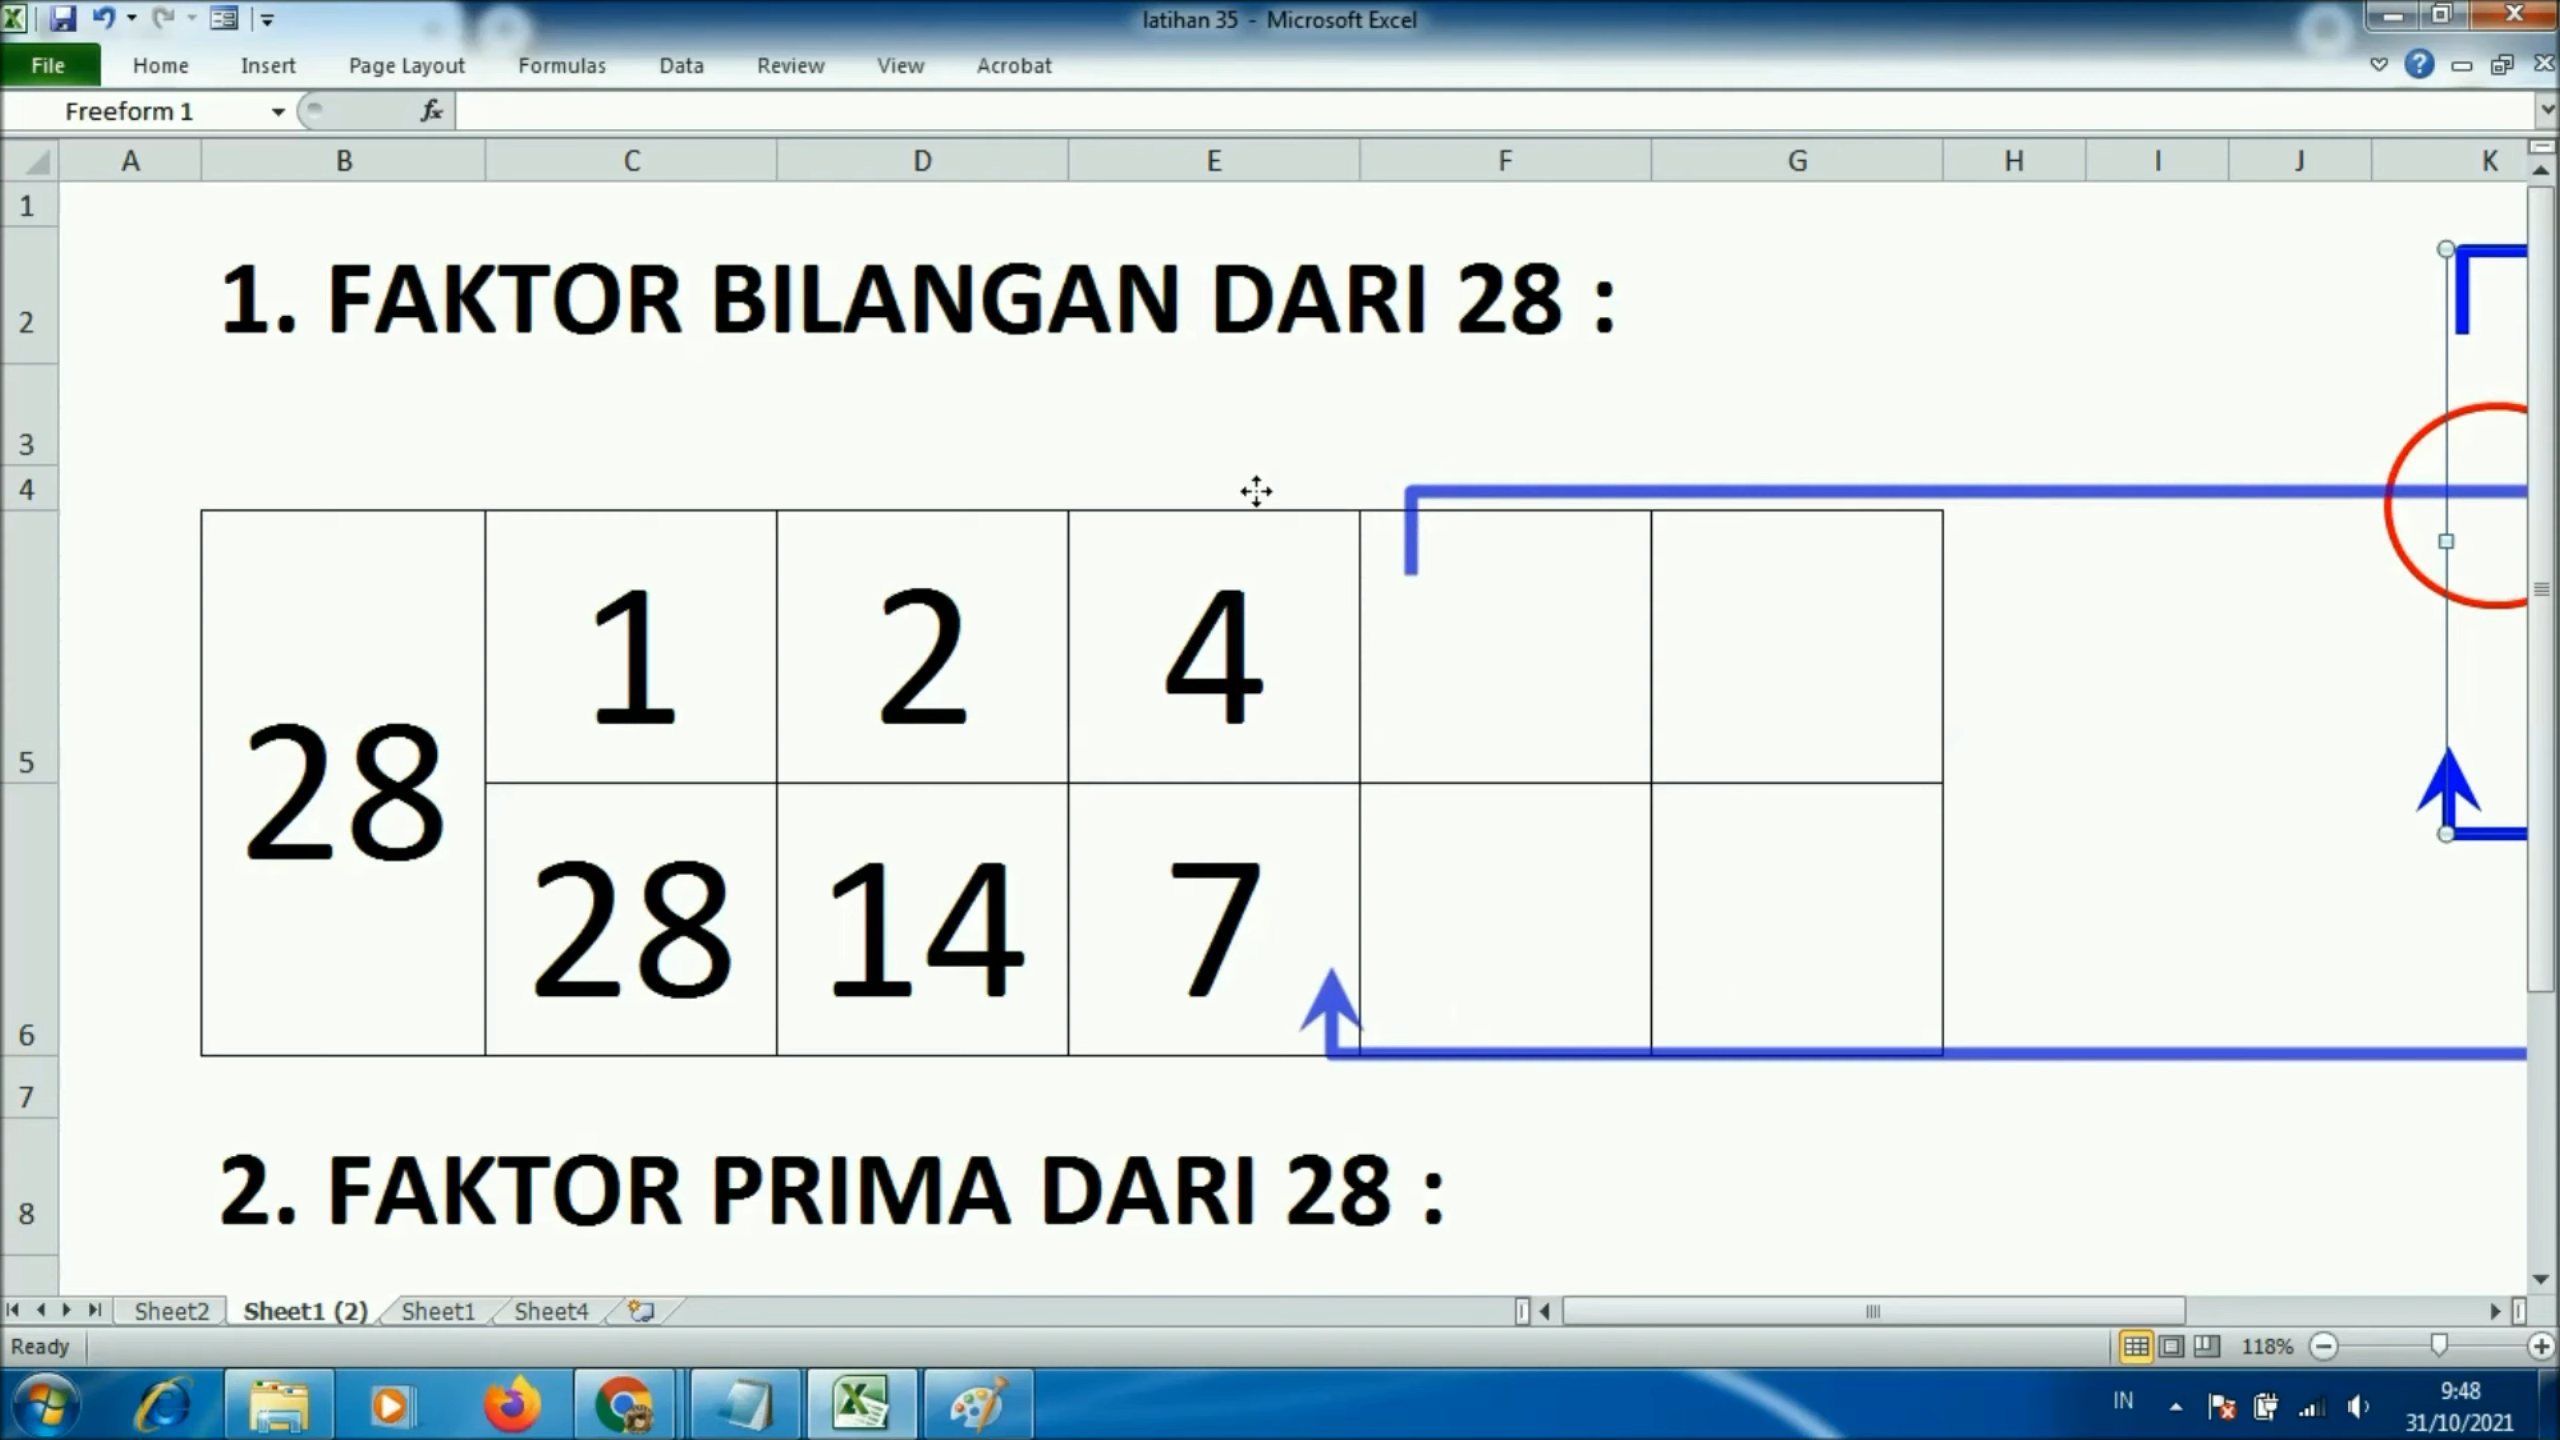 latihan 35 - Microsoft Excel
File Home Insert Page Layout Formulas Data Review View Acrobat
Freeform 1 fx
A B C D E F G H I J K
1
2
3
4
5
6
7
8
1. FAKTOR BILANGAN DARI 28 :
28 1 2 4
28 14 7
2. FAKTOR PRIMA DARI 28 :
Sheet2 Sheet1 (2) Sheet1 Sheet4
Ready 118%
IN 9:48
31/10/2021